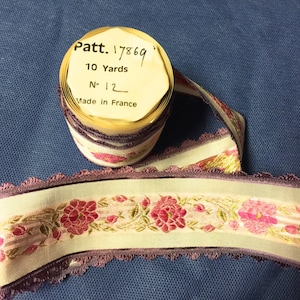 Patt. 17869
10 Yards
No 12
Made in France